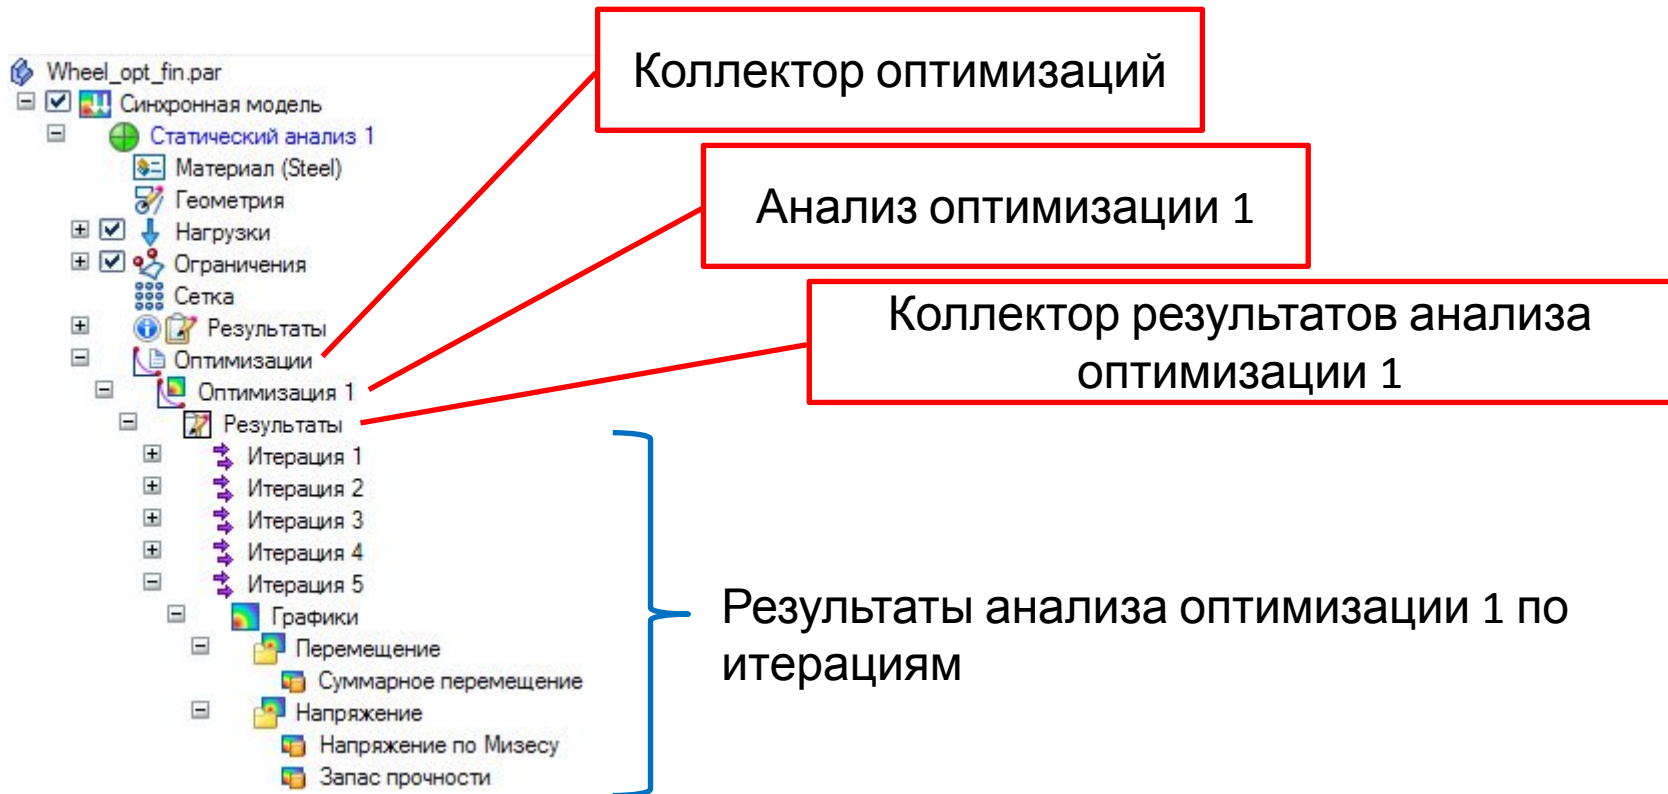 Wheel_opt_fin.par
Синхронная модель
Статический анализ 1
Материал (Steel)
Геометрия
Нагрузки
Ограничения
Сетка
Результаты
Оптимизации
Оптимизация 1
Результаты
Итерация 1
Итерация 2
Итерация 3
Итерация 4
Итерация 5
Графики
Перемещение
Суммарное перемещение
Напряжение
Напряжение по Мизесу
Запас прочности
Коллектор оптимизаций
Анализ оптимизации 1
Коллектор результатов анализа
оптимизации 1
Результаты анализа оптимизации 1 по
итерациям